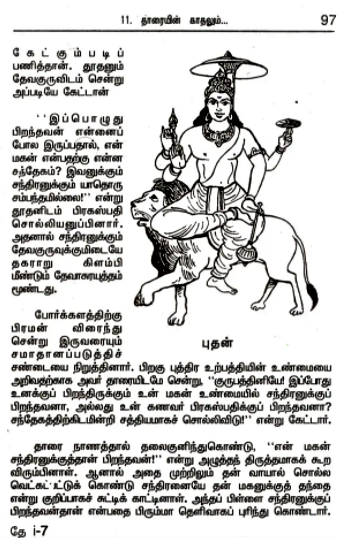 11. தாரையின் காதலும்... 97
கேட்கும்படிப்
பணித்தான். தூதனும்
தேவகுருவிடம் சென்று
அப்படியே கேட்டான்
''இப்பொழுது
பிறந்தவன் என்னைப்
போல இருப்பதால், என்
மகன் என்பதற்கு என்ன
சந்தேகம்? இவனுக்கும்
சந்திரனுக்கும் யாதொரு
சம்பந்தமில்லை!'' என்று
தூதனிடம் பிரகஸ்பதி
சொல்லியனுப்பினார்.
அதனால் சந்திரனுக்கும்
தேவகுருவுக்குமிடையே
தகராறு கிளம்பி
மீண்டும் தேவாசுரயுத்தம்
மூண்டது.
போர்க்களத்திற்கு
பிரமன் விரைந்து
சென்று இருவரையும்
சமாதானப்படுத்திச்
புதன்
சண்டையை நிறுத்தினார். பிறகு புத்திர உற்பத்தியின் உண்மையை
அறிவதற்காக அவர் தாரையிடமே சென்று, ''குருபத்தினியே! இப்போது
உனக்குப் பிறந்திருக்கும் உன் மகன் உண்மையில் சந்திரனுக்குப்
பிறந்தவனா, அல்லது உன் கணவர் பிரகஸ்பதிக்குப் பிறந்தவனா?
சந்தேகத்திற்கிடமின்றி சத்தியமாகச் சொல்லிவிடு!'' என்று கேட்டார்.
தாரை நாணத்தால் தலைகுனிந்துகொண்டு, ''என் மகன்
சந்திரனுக்குத்தான் பிறந்தவன்!'' என்று அழுத்தந் திருத்தமாகக் கூற
விரும்பினாள். ஆனால் அதை முற்றிலும் தன் வாயால் சொல்ல
வெட்கப்பட்டுக் கொண்டு சந்திரனையே தன் மகனுக்குத் தந்தை
என்று குறிப்பாகச் சுட்டிக் காட்டினாள், அந்தப் பிள்ளை சந்திரனுக்குப்
பிறந்தவன்தான் என்பதை பிரும்மா தெளிவாகப் புரிந்து கொண்டார்.
தே i-7